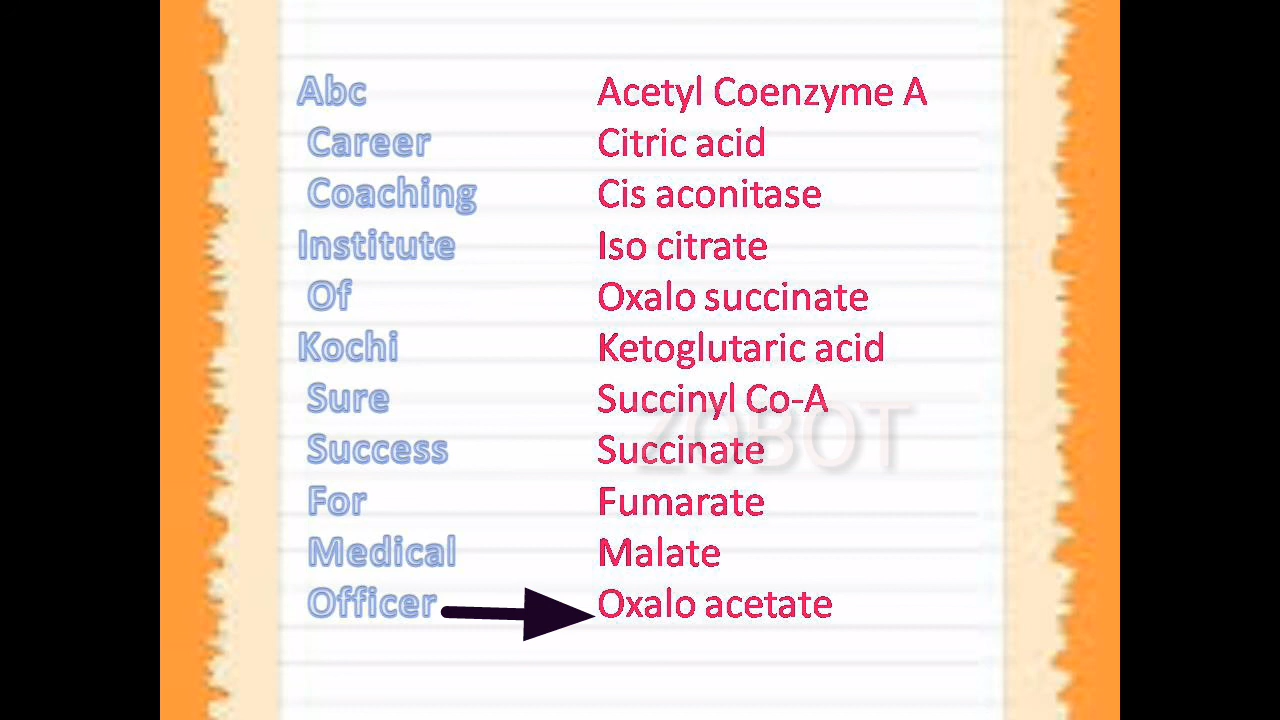 Abc Acetyl Coenzyme A
Career Citric acid
Coaching Cis aconitase
Institute Iso citrate
Of Oxalo succinate
Kochi Ketoglutaric acid
Sure Succinyl Co-A
ZOBOT
Success Succinate
For Fumarate
Medical Malate
Officer Oxalo acetate